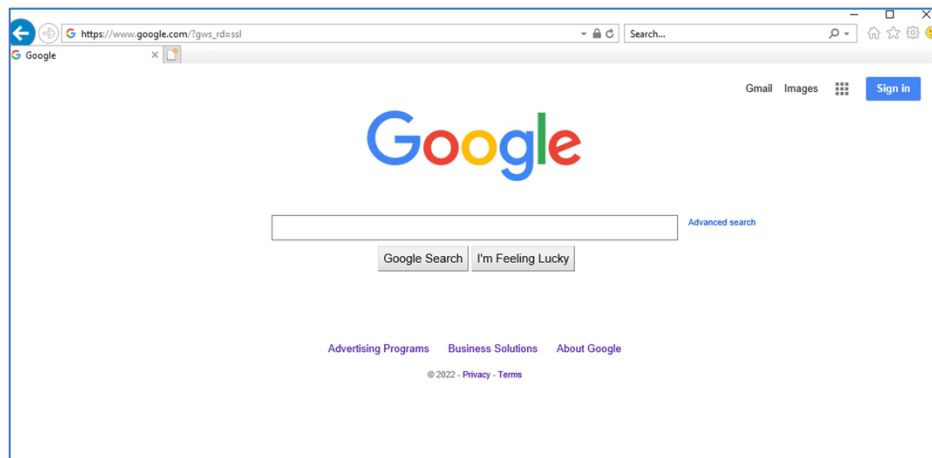 https://www.google.com/?gws_rd=ssl
Search...
Google
Gmail Images Sign in
Google
Advanced search
Google Search I'm Feeling Lucky
Advertising Programs Business Solutions About Google
© 2022 - Privacy - Terms